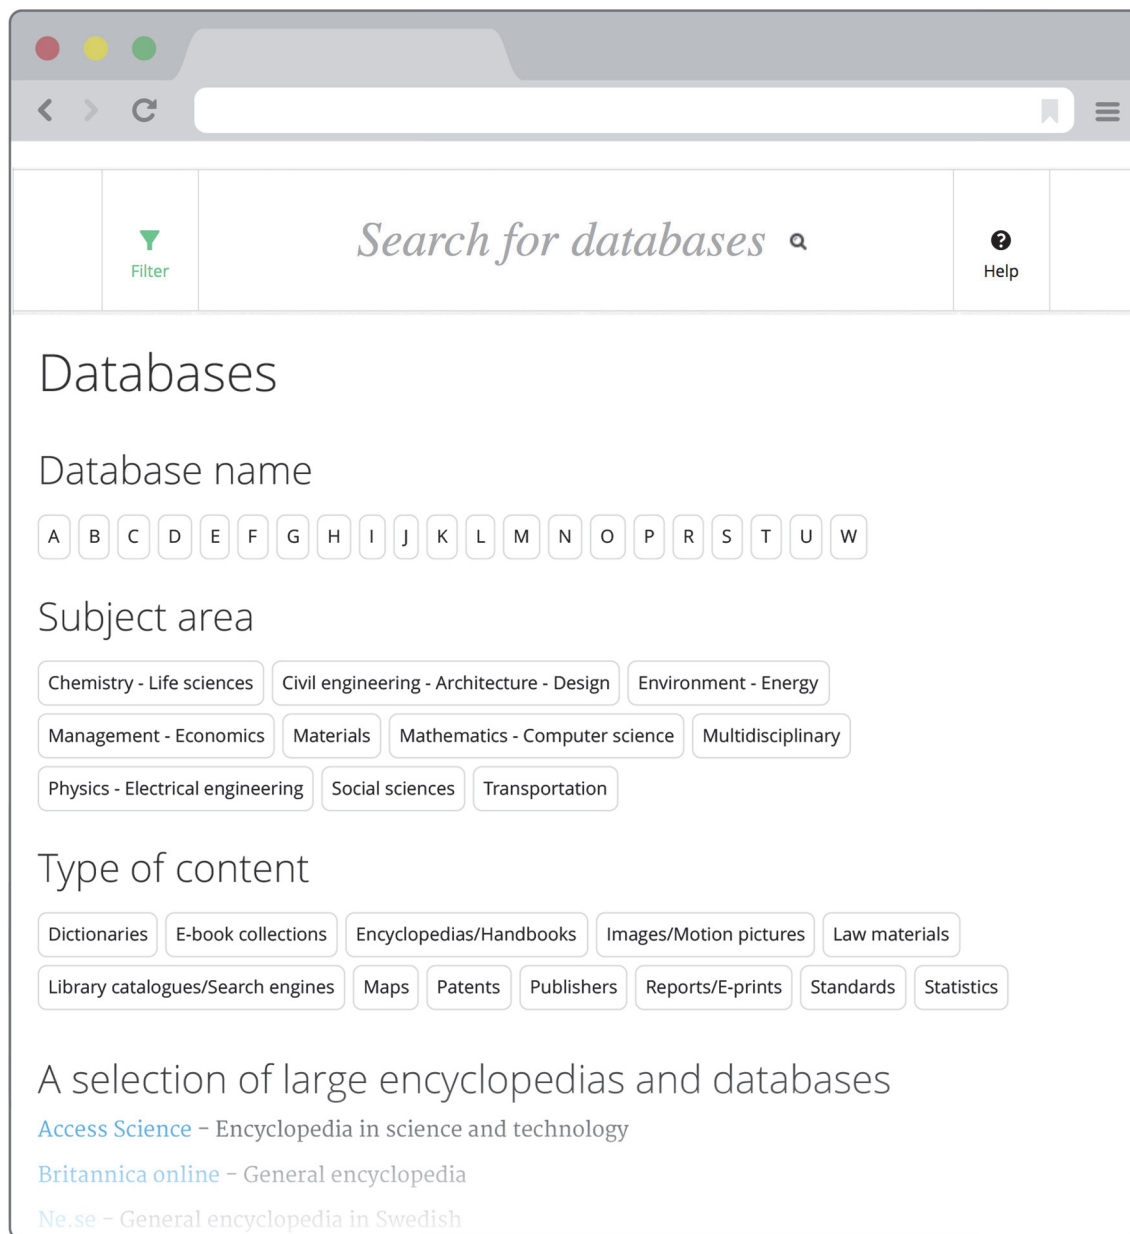 Search for databases
Filter
Help
Databases
Database name
A B C D E F G H I J K L M N O P R S T U W
Subject area
Chemistry - Life sciences Civil engineering - Architecture - Design Environment - Energy
Management - Economics Materials Mathematics - Computer science Multidisciplinary
Physics - Electrical engineering Social sciences Transportation
Type of content
Dictionaries E-book collections Encyclopedias/Handbooks Images/Motion pictures Law materials
Library catalogues/Search engines Maps Patents Publishers Reports/E-prints Standards Statistics
A selection of large encyclopedias and databases
Access Science – Encyclopedia in science and technology
Britannica online – General encyclopedia
Ne.se – General encyclopedia in Swedish